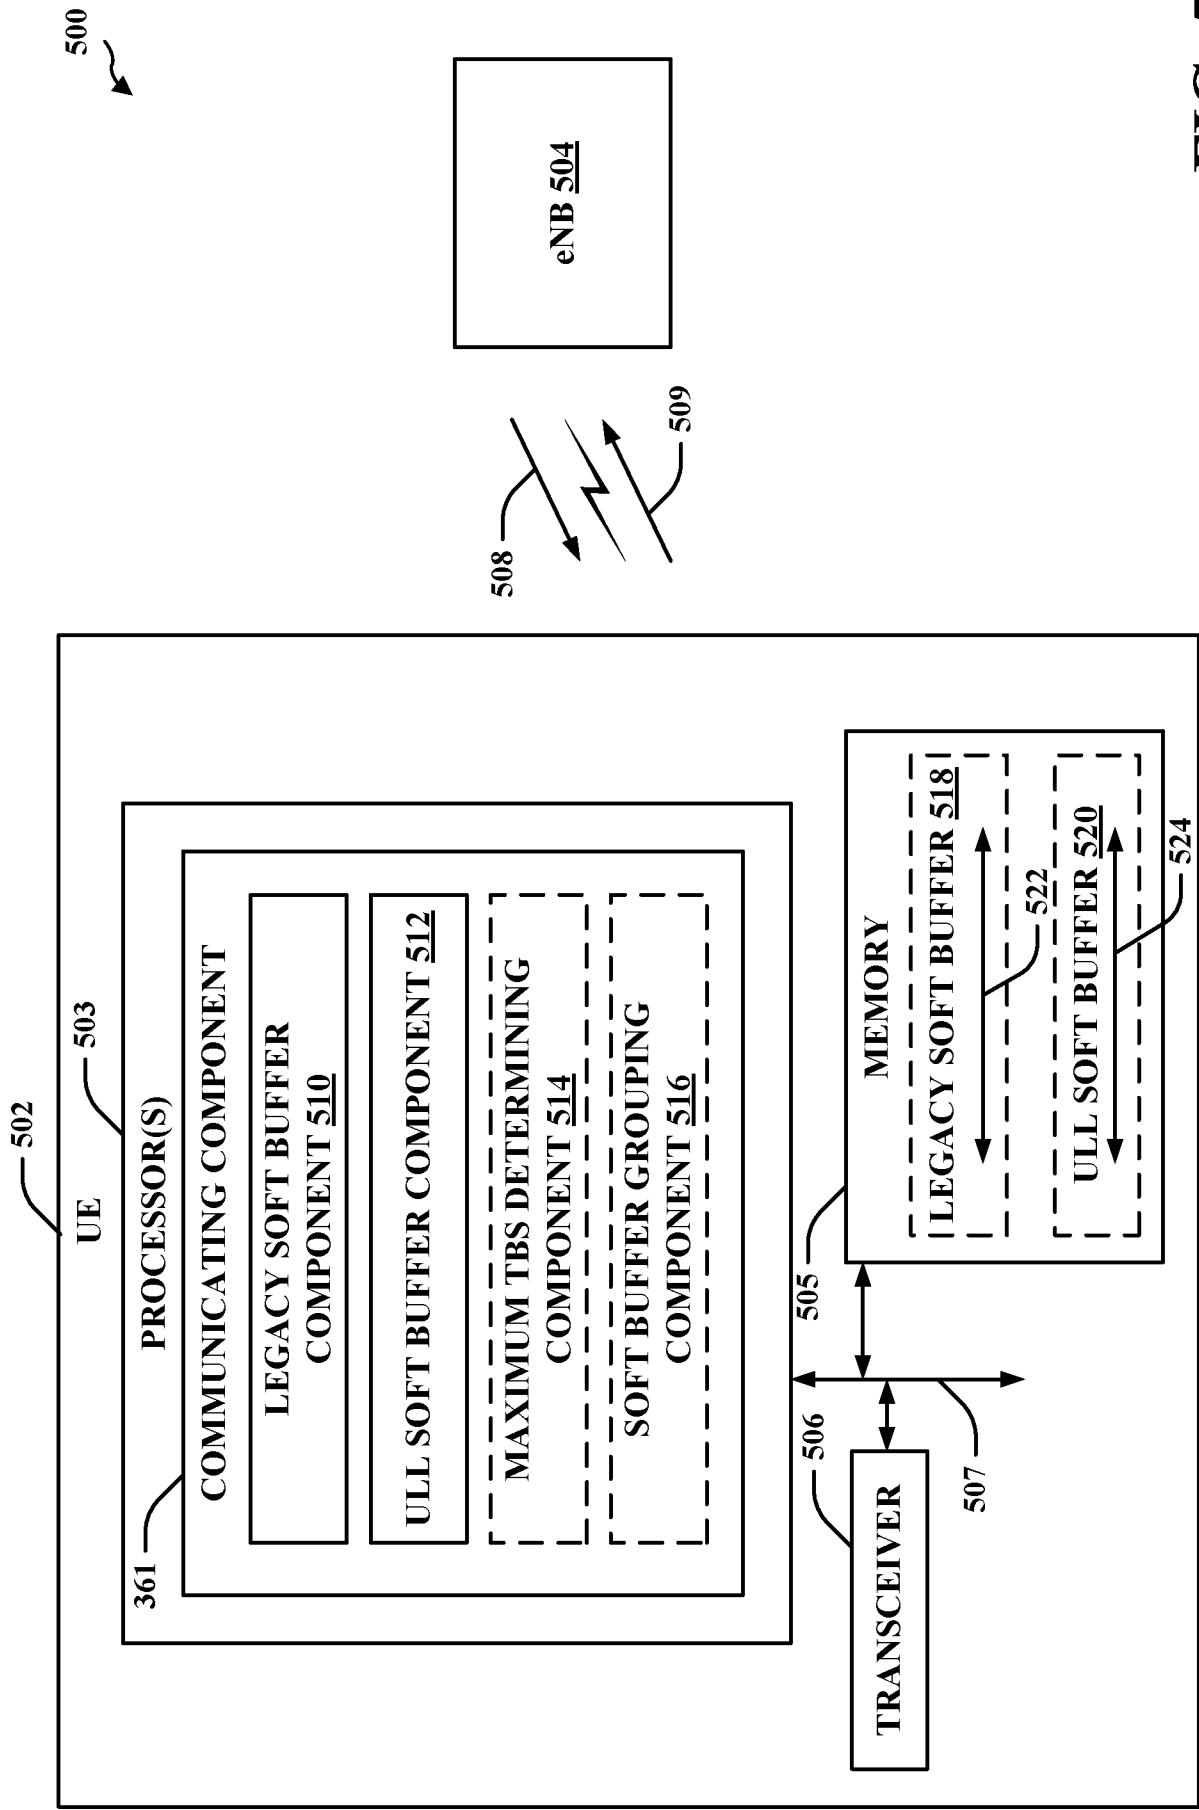 500
502
UE
503
PROCESSOR(S)
361
COMMUNICATING COMPONENT
LEGACY SOFT BUFFER
COMPONENT 510
ULL SOFT BUFFER COMPONENT 512
MAXIMUM TBS DETERMINING
COMPONENT 514
SOFT BUFFER GROUPING
COMPONENT 516
506
TRANSCEIVER
507
505
MEMORY
LEGACY SOFT BUFFER 518
522
ULL SOFT BUFFER 520
524
508
509
eNB 504